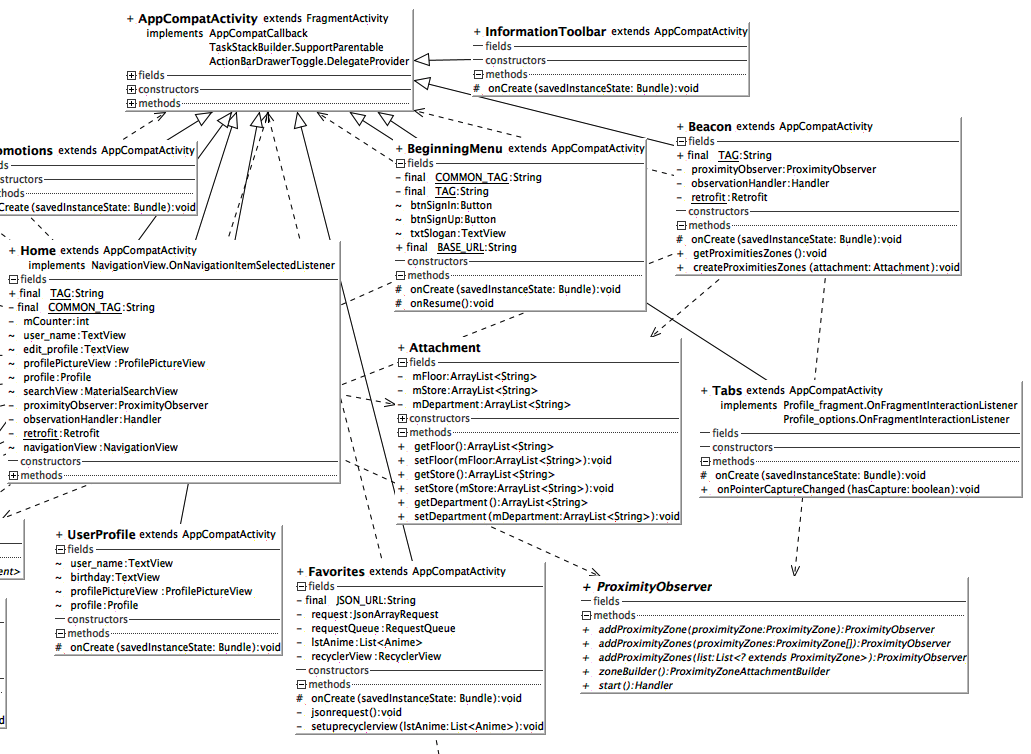 + AppCompatActivity extends FragmentActivity
implements AppCompatCallback
TaskStackBuilder.SupportParentable
ActionBarDrawerToggle.DelegateProvider
fields
constructors
methods
+ InformationToolbar extends AppCompatActivity
fields
constructors
methods
# onCreate (savedInstanceState: Bundle):void
omotions extends AppCompatActivity
ds
structors
hods
Create (savedInstanceState: Bundle):void
+ BeginningMenu extends AppCompatActivity
fields
- final COMMON_TAG:String
- final TAG:String
~ btnSignIn:Button
~ btnSignUp:Button
~ txtSlogan:TextView
+ final BASE_URL:String
constructors
methods
# onCreate (savedInstanceState: Bundle):void
# onResume():void
+ Beacon extends AppCompatActivity
fields
+ final TAG:String
- proximityObserver:ProximityObserver
- observationHandler:Handler
- retrofit:Retrofit
constructors
methods
# onCreate (savedInstanceState: Bundle):void
+ getProximitiesZones ():void
+ createProximitiesZones (attachment: Attachment):void
+ Home extends AppCompatActivity
implements NavigationView.OnNavigationItemSelectedListener
fields
+ final TAG:String
- final COMMON_TAG:String
- mCounter:int
~ user_name:TextView
~ edit_profile:TextView
~ profilePictureView :ProfilePictureView
~ profile:Profile
~ searchView:MaterialSearchView
- proximityObserver:ProximityObserver
- observationHandler:Handler
- retrofit:Retrofit
~ navigationView:NavigationView
constructors
methods
+ Attachment
fields
- mFloor:ArrayList<String>
- mStore:ArrayList<String>
- mDepartment:ArrayList<String>
constructors
methods
+ getFloor():ArrayList<String>
+ setFloor(mFloor:ArrayList<String>):void
+ getStore():ArrayList<String>
+ setStore(mStore:ArrayList<String>):void
+ getDepartment():ArrayList<String>
+ setDepartment(mDepartment:ArrayList<String>):void
+ Tabs extends AppCompatActivity
implements Profile_fragment.OnFragmentInteractionListener
Profile_options.OnFragmentInteractionListener
fields
constructors
methods
# onCreate (savedInstanceState: Bundle):void
+ onPointerCaptureChanged (hasCapture: boolean):void
+ UserProfile extends AppCompatActivity
fields
~ user_name:TextView
~ birthday:TextView
~ profilePictureView :ProfilePictureView
~ profile:Profile
constructors
methods
# onCreate (savedInstanceState: Bundle):void
ent>
d
+ Favorites extends AppCompatActivity
fields
- final JSON_URL:String
- request:JsonArrayRequest
- requestQueue:RequestQueue
- lstAnime:List<Anime>
- recyclerView:RecyclerView
constructors
methods
# onCreate (savedInstanceState: Bundle):void
- jsonrequest():void
- setuprecyclerview (lstAnime:List<Anime>):void
+ ProximityObserver
fields
methods
+ addProximityZone(proximityZone:ProximityZone):ProximityObserver
+ addProximityZones(proximityZones:ProximityZone[]):ProximityObserver
+ addProximityZones(list:List<? extends ProximityZone>):ProximityObserver
+ zoneBuilder():ProximityZoneAttachmentBuilder
+ start():Handler